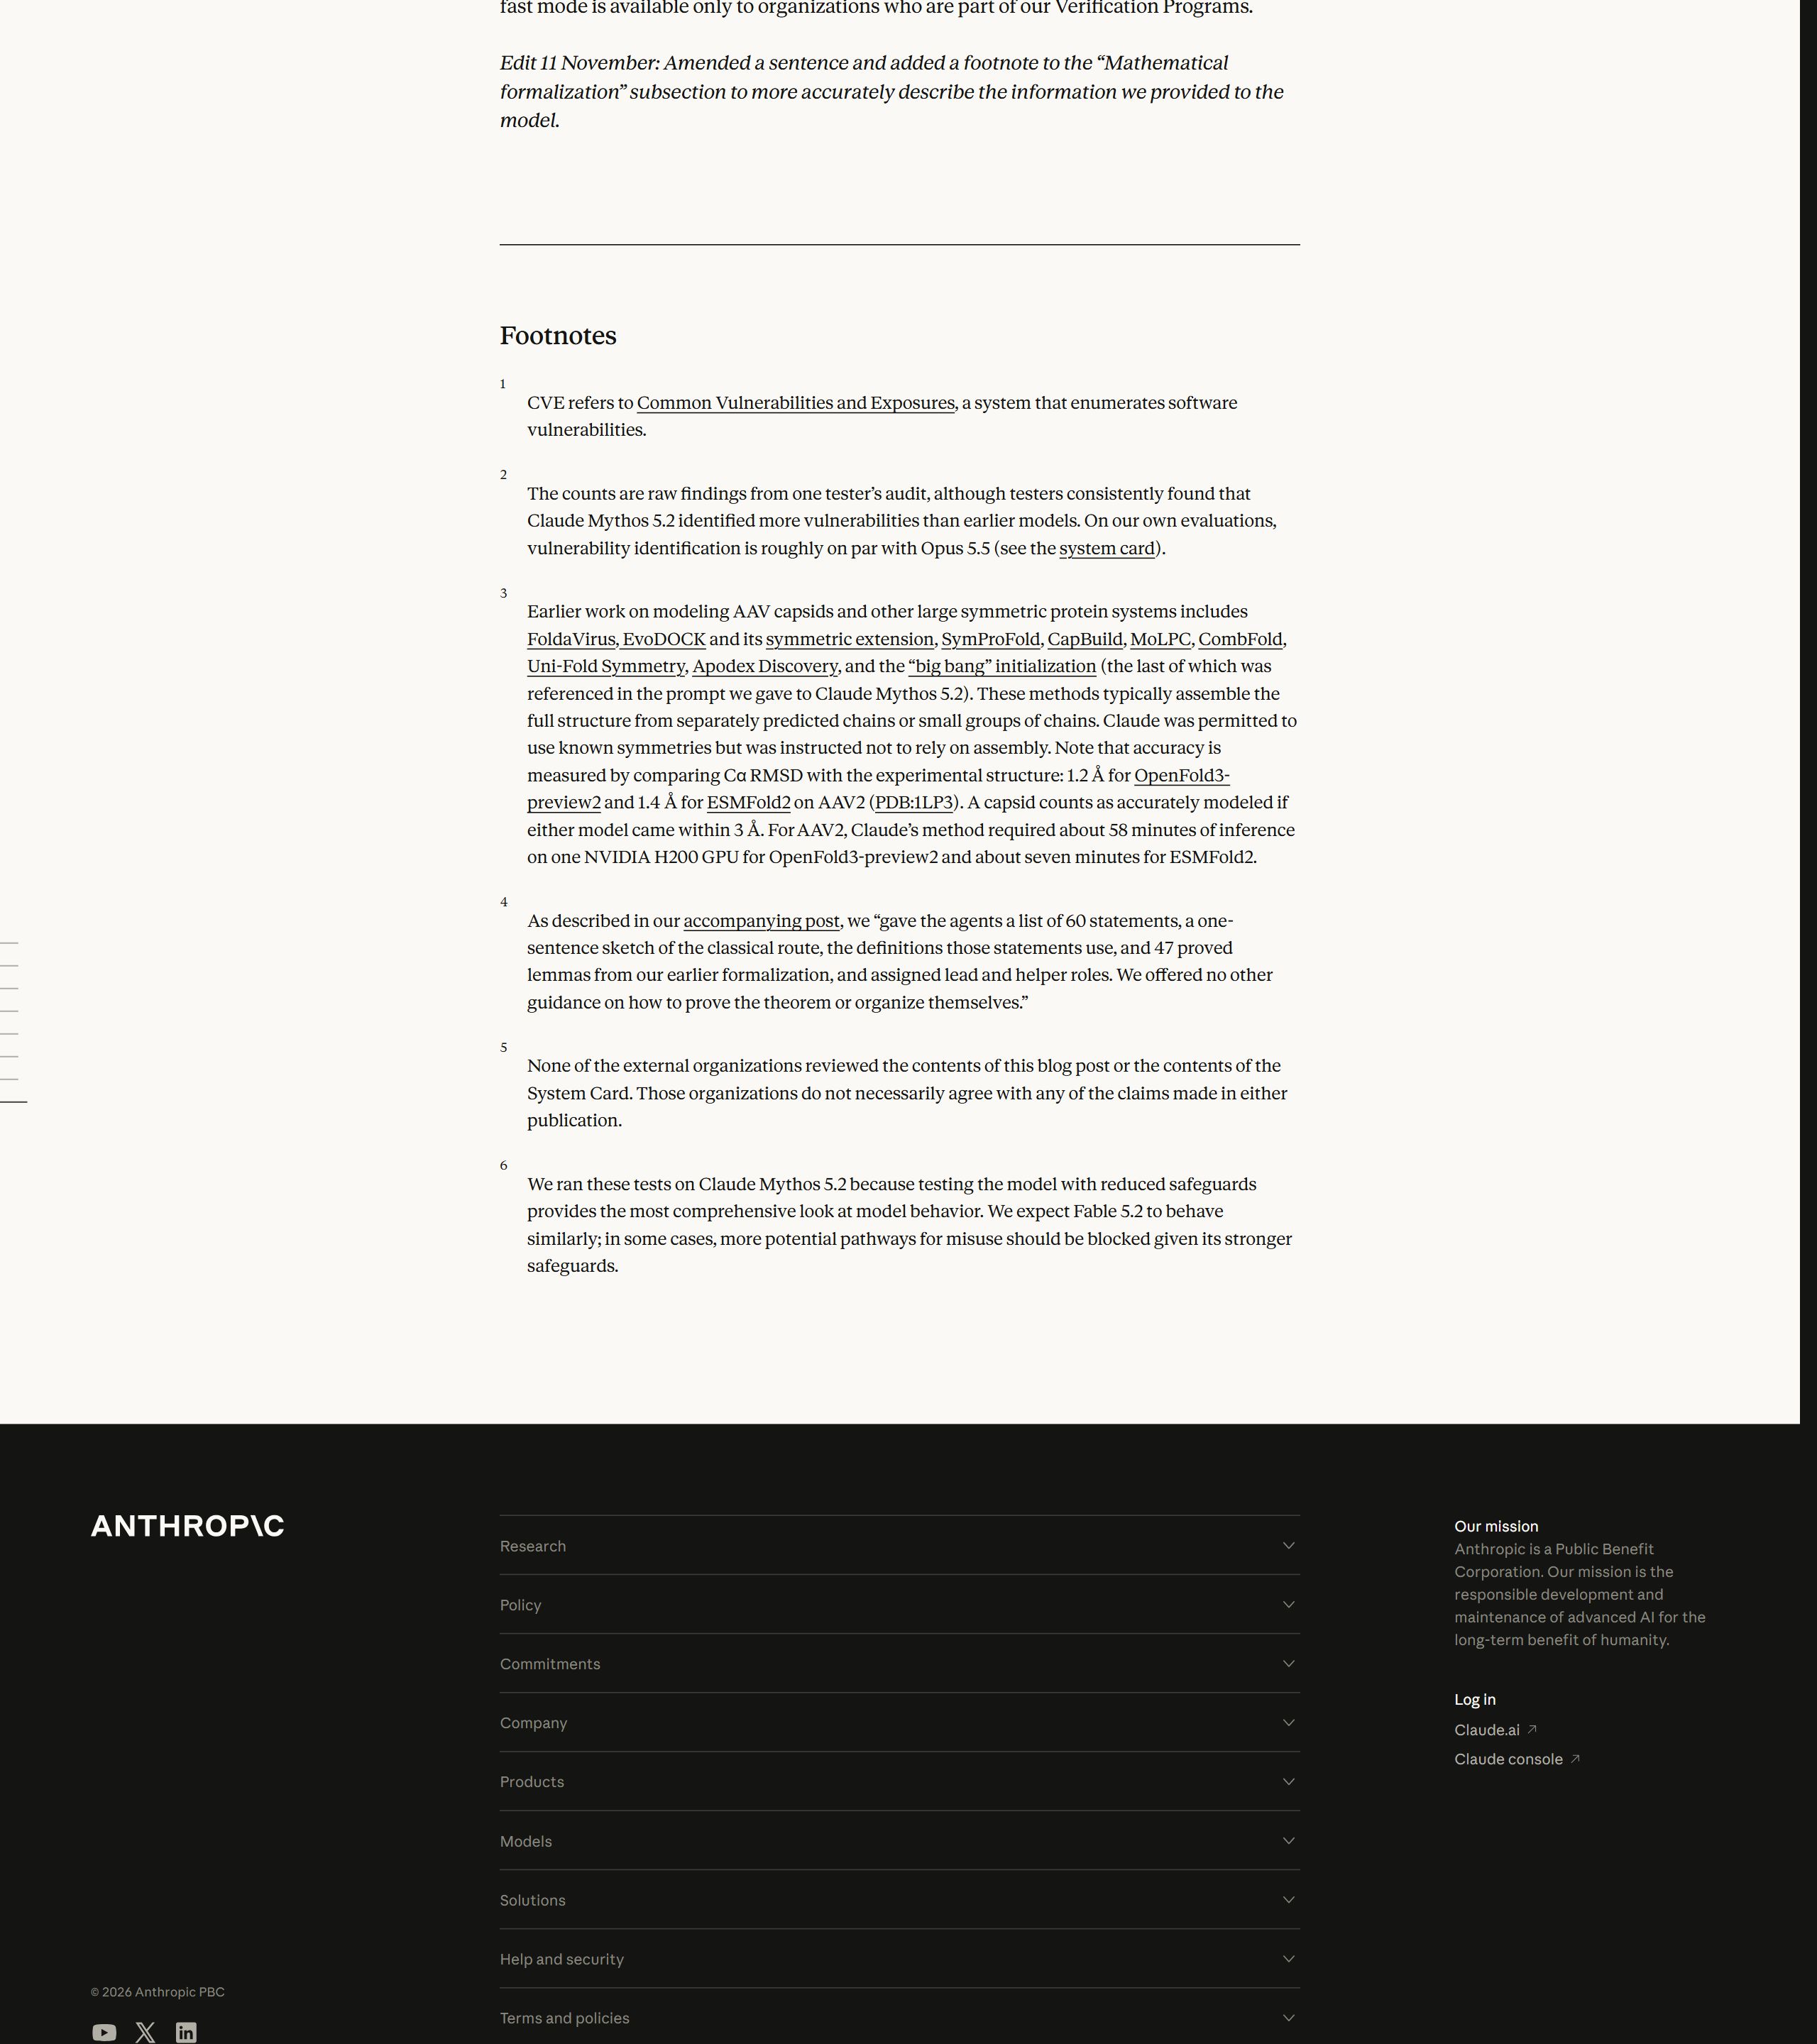 fast mode is available only to organizations who are part of our Verification Programs.
Edit 11 November: Amended a sentence and added a footnote to the “Mathematical
formalization” subsection to more accurately describe the information we provided to the
model.
Footnotes
1
CVE refers to Common Vulnerabilities and Exposures, a system that enumerates software
vulnerabilities.
2
The counts are raw findings from one tester’s audit, although testers consistently found that
Claude Mythos 5.2 identified more vulnerabilities than earlier models. On our own evaluations,
vulnerability identification is roughly on par with Opus 5.5 (see the system card).
3
Earlier work on modeling AAV capsids and other large symmetric protein systems includes
FoldaVirus, EvoDOCK and its symmetric extension, SymProFold, CapBuild, MoLPC, CombFold,
Uni-Fold Symmetry, Apodex Discovery, and the “big bang” initialization (the last of which was
referenced in the prompt we gave to Claude Mythos 5.2). These methods typically assemble the
full structure from separately predicted chains or small groups of chains. Claude was permitted to
use known symmetries but was instructed not to rely on assembly. Note that accuracy is
measured by comparing Cα RMSD with the experimental structure: 1.2 Å for OpenFold3-
preview2 and 1.4 Å for ESMFold2 on AAV2 (PDB:1LP3). A capsid counts as accurately modeled if
either model came within 3 Å. For AAV2, Claude’s method required about 58 minutes of inference
on one NVIDIA H200 GPU for OpenFold3-preview2 and about seven minutes for ESMFold2.
4
As described in our accompanying post, we “gave the agents a list of 60 statements, a one-
sentence sketch of the classical route, the definitions those statements use, and 47 proved
lemmas from our earlier formalization, and assigned lead and helper roles. We offered no other
guidance on how to prove the theorem or organize themselves.”
5
None of the external organizations reviewed the contents of this blog post or the contents of the
System Card. Those organizations do not necessarily agree with any of the claims made in either
publication.
6
We ran these tests on Claude Mythos 5.2 because testing the model with reduced safeguards
provides the most comprehensive look at model behavior. We expect Fable 5.2 to behave
similarly; in some cases, more potential pathways for misuse should be blocked given its stronger
safeguards.
ANTHROP\C
Research
Policy
Commitments
Company
Products
Models
Solutions
Help and security
Terms and policies
Our mission
Anthropic is a Public Benefit
Corporation. Our mission is the
responsible development and
maintenance of advanced AI for the
long-term benefit of humanity.
Log in
Claude.ai
Claude console
© 2026 Anthropic PBC